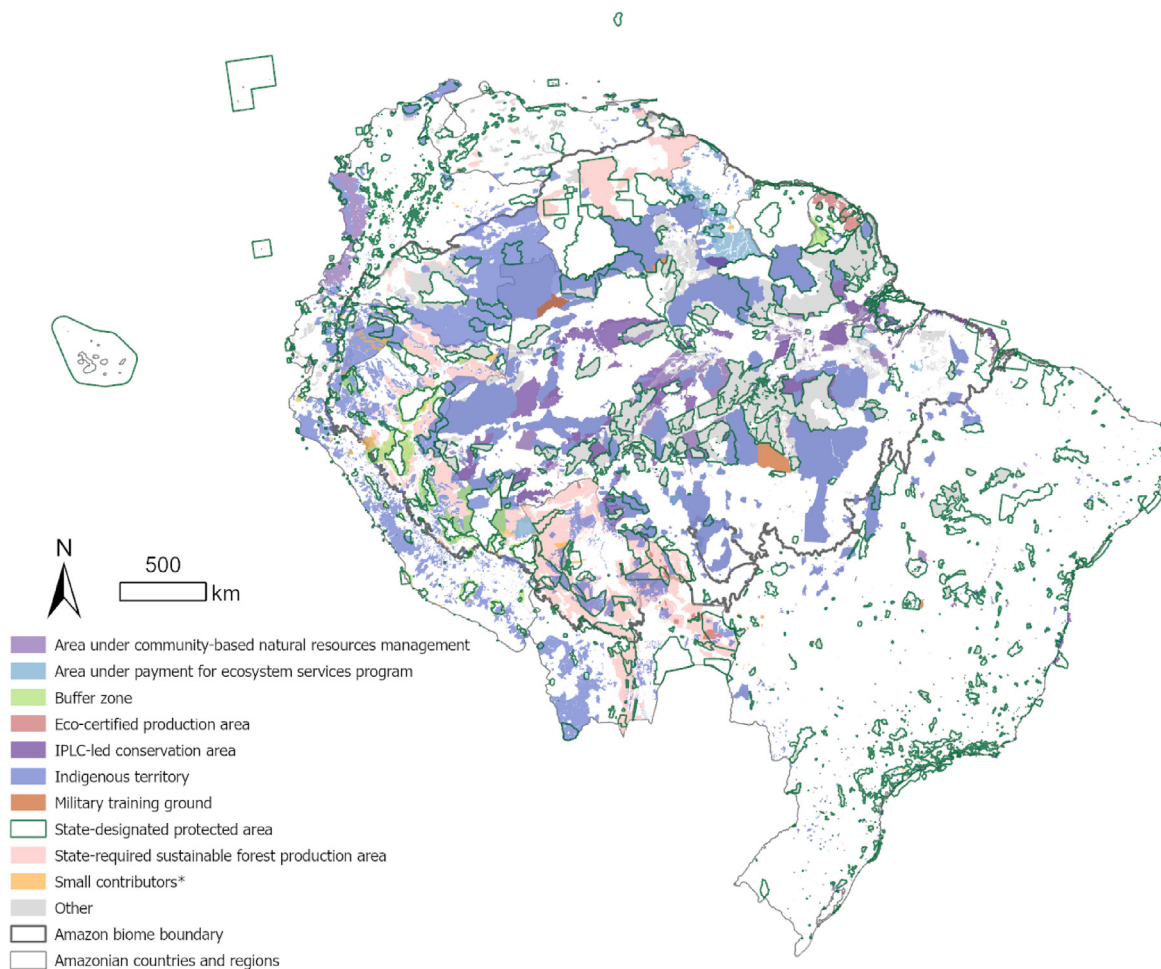 N
500
km
Area under community-based natural resources management
Area under payment for ecosystem services program
Buffer zone
Eco-certified production area
IPLC-led conservation area
Indigenous territory
Military training ground
State-designated protected area
State-required sustainable forest production area
Small contributors*
Other
Amazon biome boundary
Amazonian countries and regions